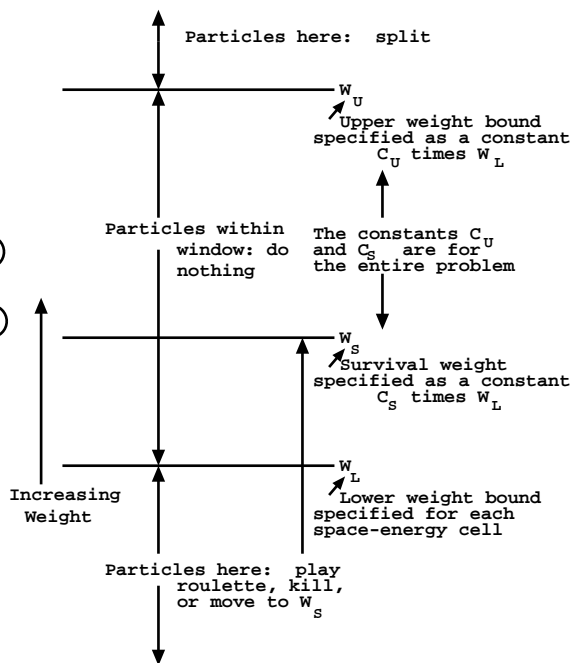 Particles here: split
W_U
Upper weight bound
specified as a constant
C_U times W_L
Particles within
window: do
nothing
The constants C_U
and C_S are for
the entire problem
W_S
Survival weight
specified as a constant
C_S times W_L
W_L
Lower weight bound
specified for each
space-energy cell
Increasing
Weight
Particles here: play
roulette, kill,
or move to W_S